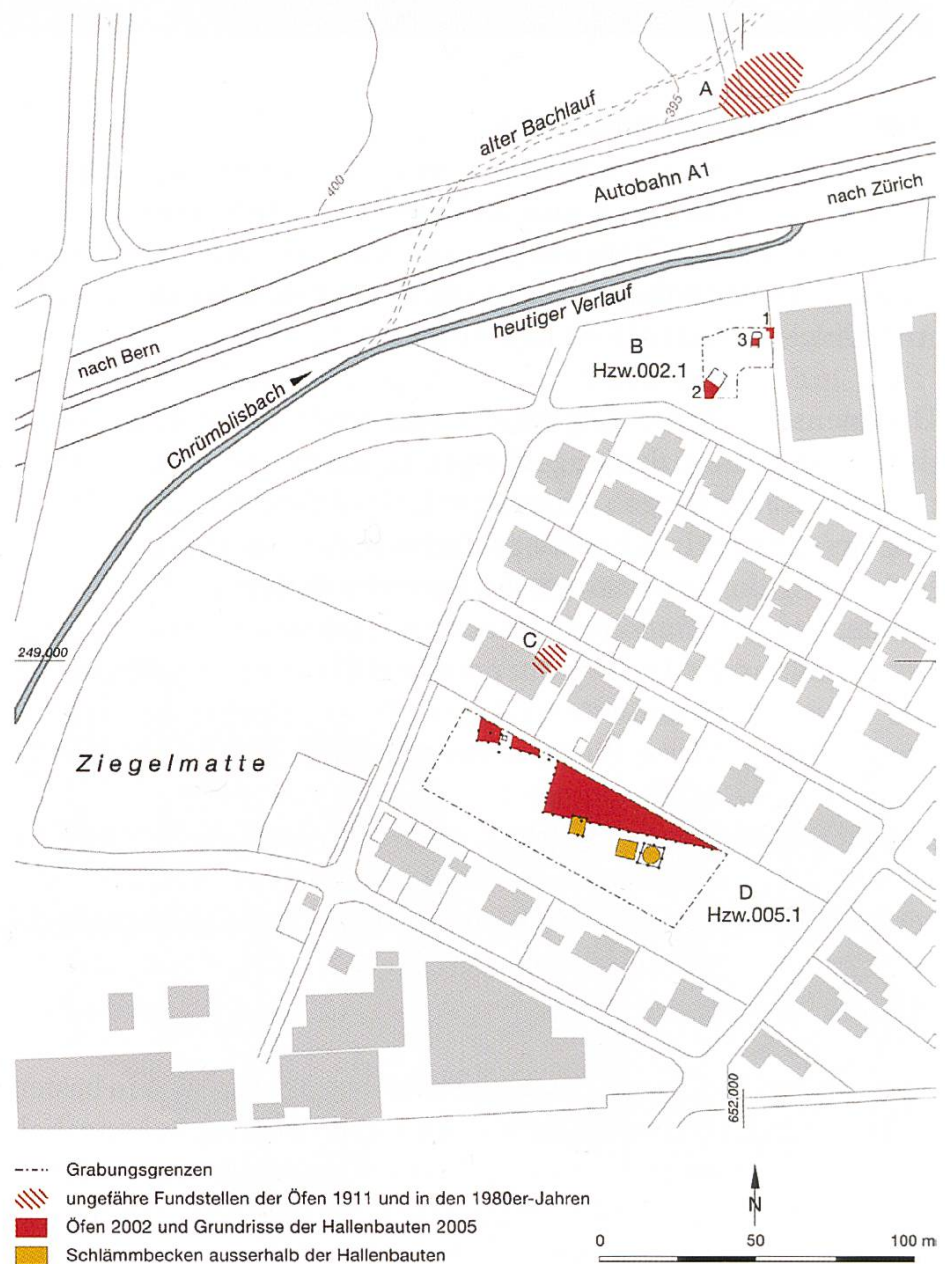 A
395
alter Bachlauf
400
Autobahn A1
nach Zürich
heutiger Verlauf
nach Bern
Chrümblisbach
B
Hzw.002.1
1
3
2
C
249.000
Ziegelmatte
D
Hzw.005.1
652.000
Grabungsgrenzen
ungefähre Fundstellen der Öfen 1911 und in den 1980er-Jahren
Öfen 2002 und Grundrisse der Hallenbauten 2005
Schlämmbecken ausserhalb der Hallenbauten
N
0 50 100 m